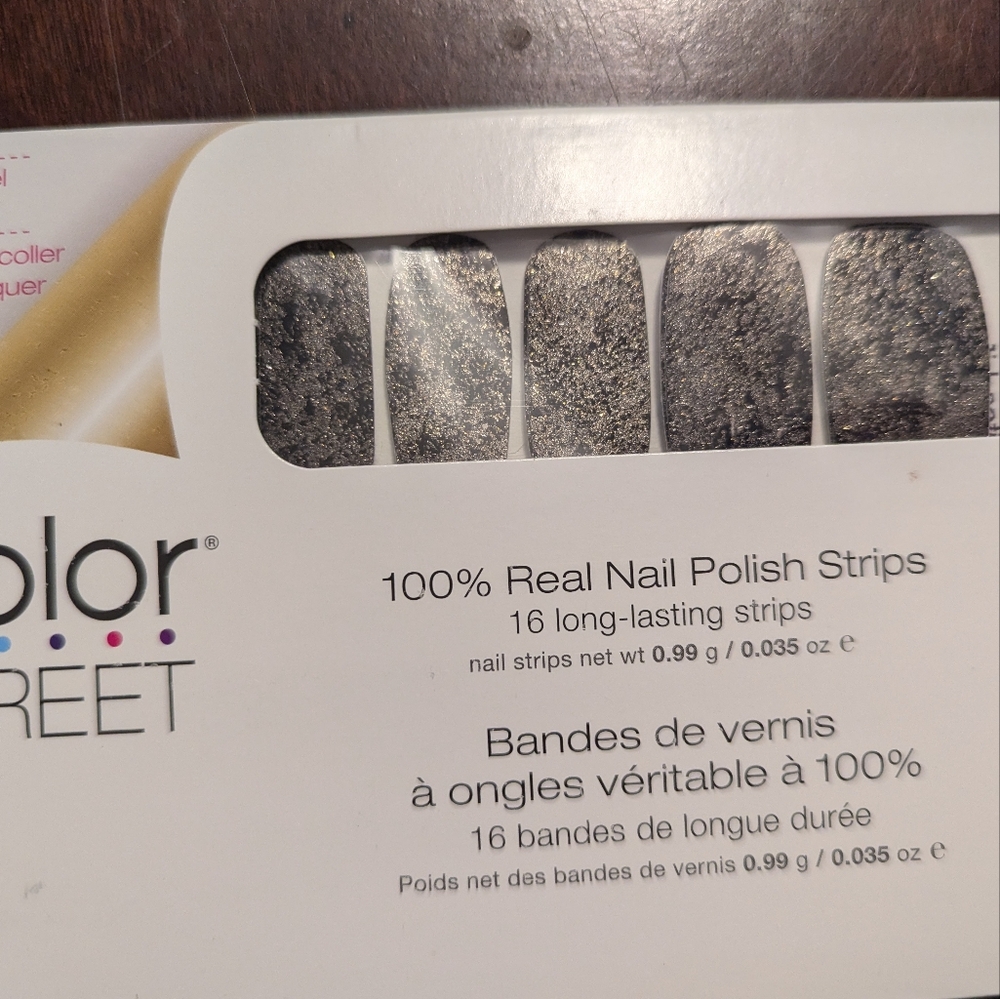 coller
olor®
REET
100% Real Nail Polish Strips
16 long-lasting strips
nail strips net wt 0.99 g / 0.035 oz e
Bandes de vernis
à ongles véritable à 100%
16 bandes de longue durée
Poids net des bandes de vernis 0.99 g / 0.035 oz e